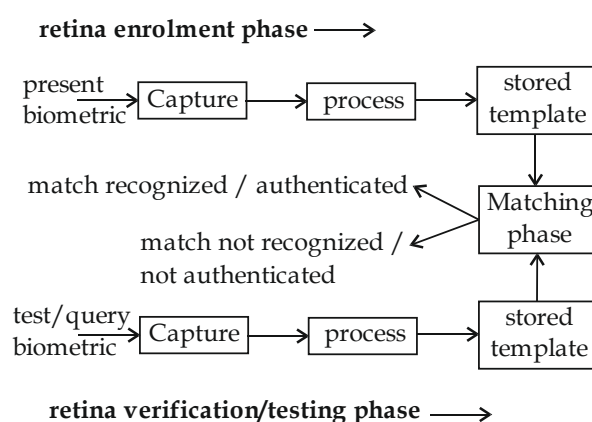 retina enrolment phase
present
biometric
Capture
process
stored
template
match recognized / authenticated
Matching
phase
match not recognized /
not authenticated
test/query
biometric
Capture
process
stored
template
retina verification/testing phase